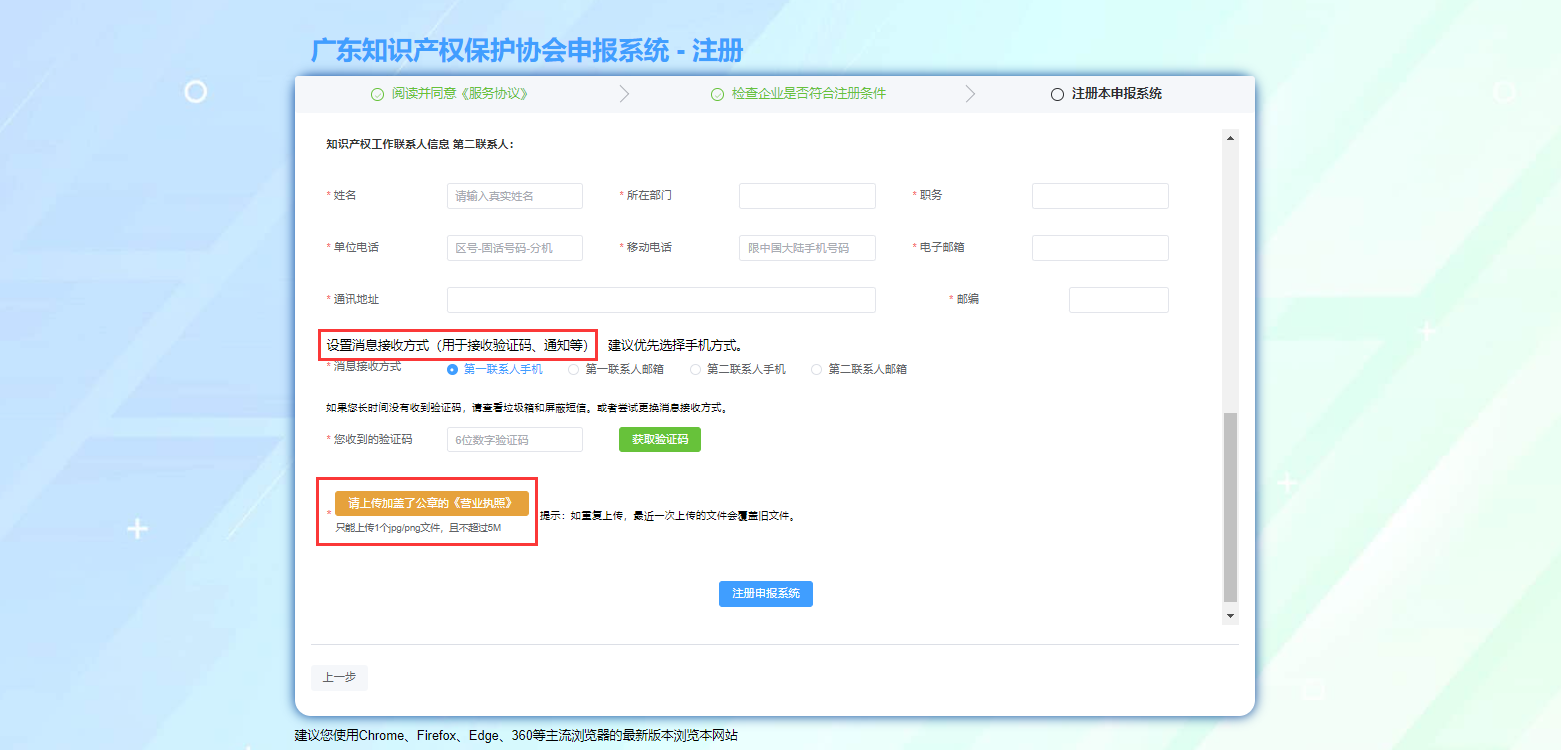 广东知识产权保护协会申报系统 - 注册
阅读并同意《服务协议》 检查企业是否符合注册条件 注册本申报系统
知识产权工作联系人信息 第二联系人：
* 姓名 请输入真实姓名 * 所在部门 * 职务
* 单位电话 区号-固话号码-分机 * 移动电话 限中国大陆手机号码 * 电子邮箱
* 通讯地址 * 邮编
设置消息接收方式（用于接收验证码、通知等） 建议优先选择手机方式。
* 消息接收方式 第一联系人手机 第一联系人邮箱 第二联系人手机 第二联系人邮箱
如果您长时间没有收到验证码，请查看垃圾箱和屏蔽短信。或者尝试更换消息接收方式。
* 您收到的验证码 6位数字验证码 获取验证码
请上传加盖了公章的《营业执照》
* 提示：如重复上传，最近一次上传的文件会覆盖旧文件。
只能上传1个jpg/png文件，且不超过5M
注册申报系统
上一步
建议您使用Chrome、Firefox、Edge、360等主流浏览器的最新版本浏览本网站